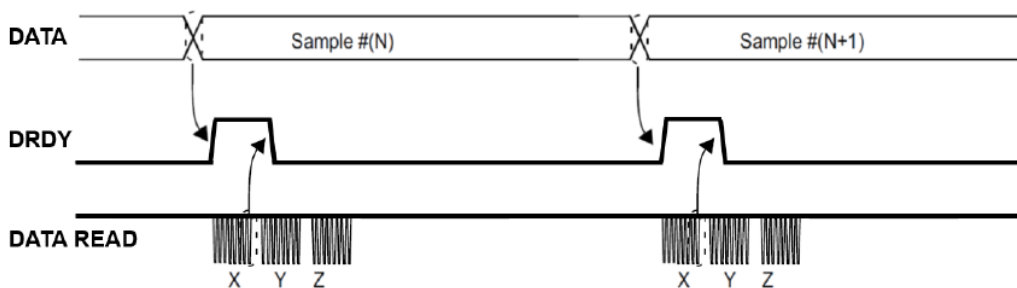 DATA
Sample #(N)
Sample #(N+1)
DRDY
DATA READ
X Y Z
X Y Z